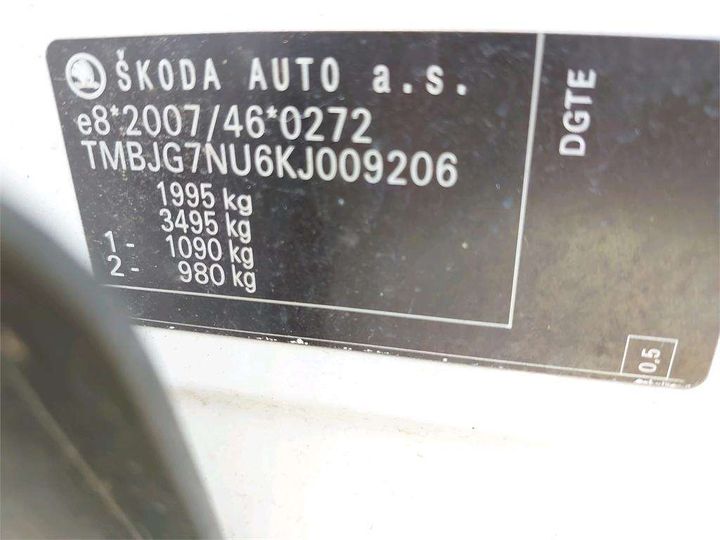 ŠKODA AUTO a.s.
e8*2007/46*0272
TMBJG7NU6KJ009206
1995 kg
3495 kg
1- 1090 kg
2- 980 kg
DGTE
0.5